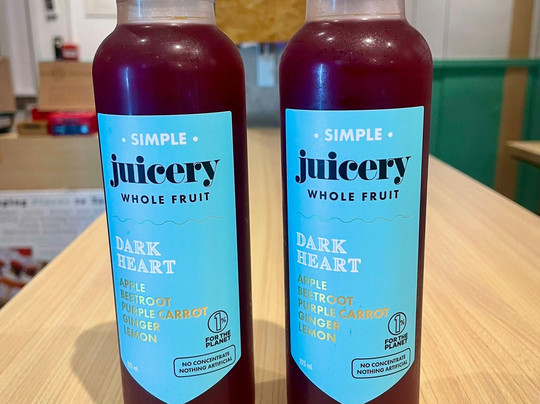 • SIMPLE •
juicery
WHOLE FRUIT
DARK
HEART
APPLE
BEETROOT
PURPLE CARROT
GINGER
LEMON
1%
FOR THE
PLANET
NO CONCENTRATE
NOTHING ARTIFICIAL
• SIMPLE •
juicery
WHOLE FRUIT
DARK
HEART
APPLE
BEETROOT
PURPLE CARROT
GINGER
LEMON
1%
FOR THE
PLANET
NO CONCENTRATE
NOTHING ARTIFICIAL